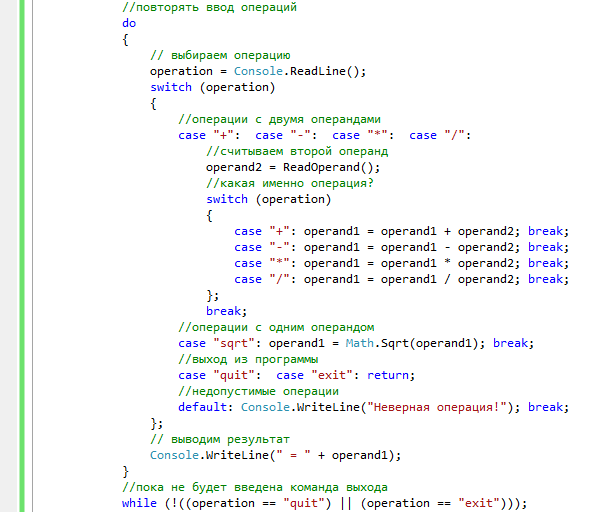 //повторять ввод операций
do
{
// выбираем операцию
operation = Console.ReadLine();
switch (operation)
{
//операции с двумя операндами
case "+":  case "-":  case "*":  case "/":
//считываем второй операнд
operand2 = ReadOperand();
//какая именно операция?
switch (operation)
{
case "+": operand1 = operand1 + operand2; break;
case "-": operand1 = operand1 - operand2; break;
case "*": operand1 = operand1 * operand2; break;
case "/": operand1 = operand1 / operand2; break;
};
break;
//операции с одним операндом
case "sqrt": operand1 = Math.Sqrt(operand1); break;
//выход из программы
case "quit":  case "exit": return;
//недопустимые операции
default: Console.WriteLine("Неверная операция!"); break;
};
// выводим результат
Console.WriteLine(" = " + operand1);
}
//пока не будет введена команда выхода
while (!((operation == "quit") || (operation == "exit")));